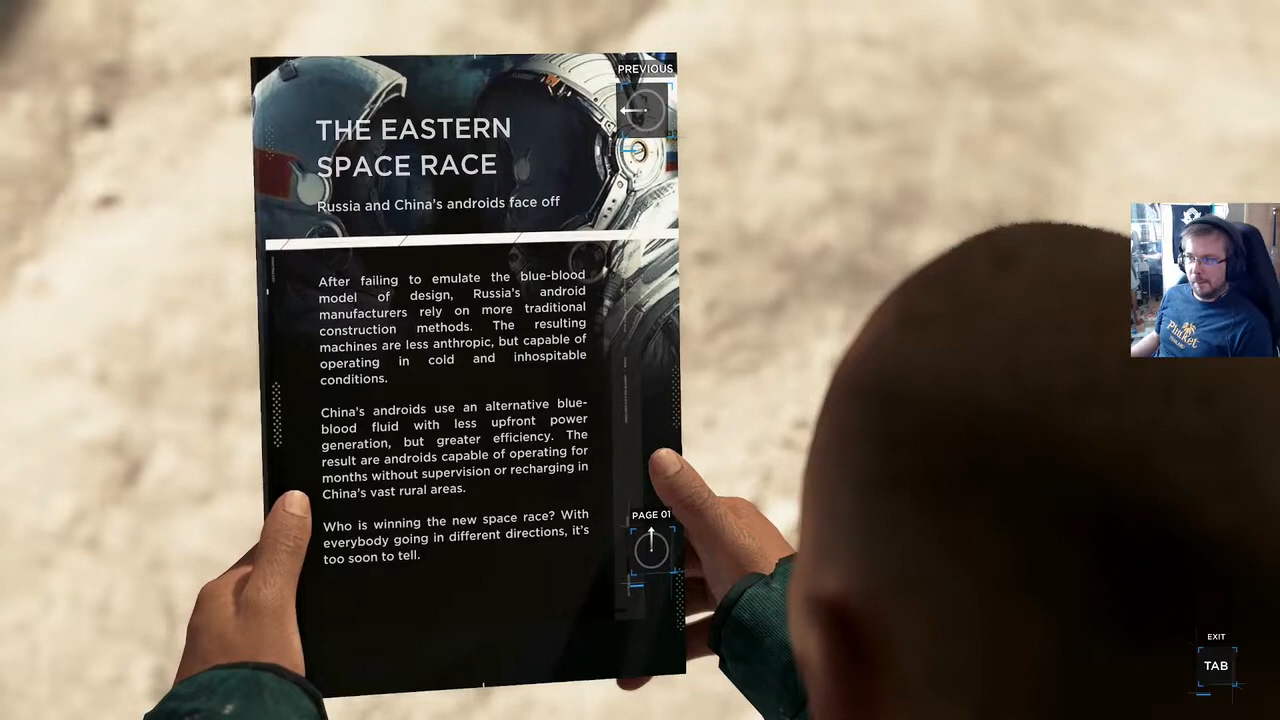 PREVIOUS
THE EASTERN
SPACE RACE
Russia and China's androids face off
After failing to emulate the blue-blood
model of design, Russia's android
manufacturers rely on more traditional
construction methods. The resulting
machines are less anthropic, but capable of
operating in cold and inhospitable
conditions.
China's androids use an alternative blue-
blood fluid with less upfront power
generation, but greater efficiency. The
result are androids capable of operating for
months without supervision or recharging in
China's vast rural areas.
Who is winning the new space race? With
everybody going in different directions, it's
too soon to tell.
PAGE 01
Phuket
EXIT
TAB